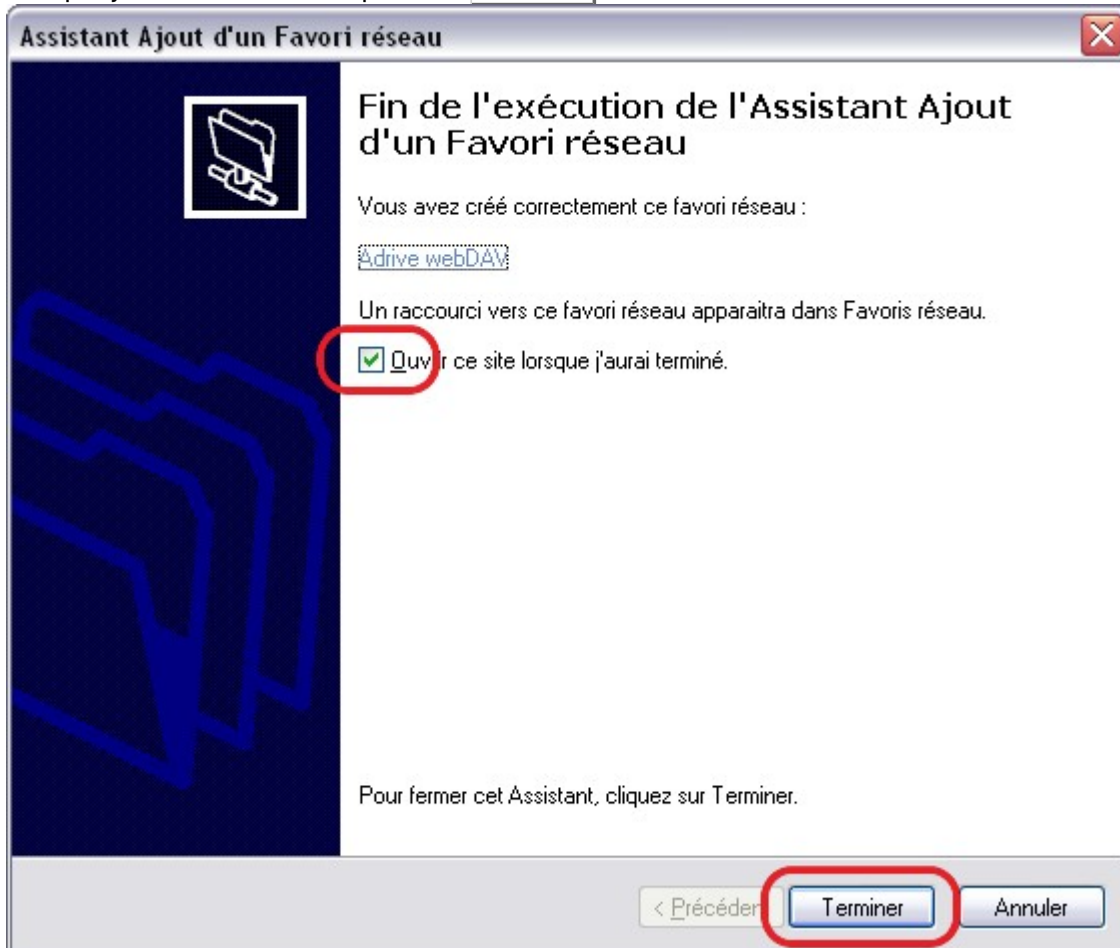 Assistant Ajout d'un Favori réseau
Fin de l'exécution de l'Assistant Ajout
d'un Favori réseau
Vous avez créé correctement ce favori réseau :
Adrive webDAV
Un raccourci vers ce favori réseau apparaitra dans Favoris réseau.
Ouvrir ce site lorsque j'aurai terminé.
Pour fermer cet Assistant, cliquez sur Terminer.
< Précéden
Terminer
Annuler